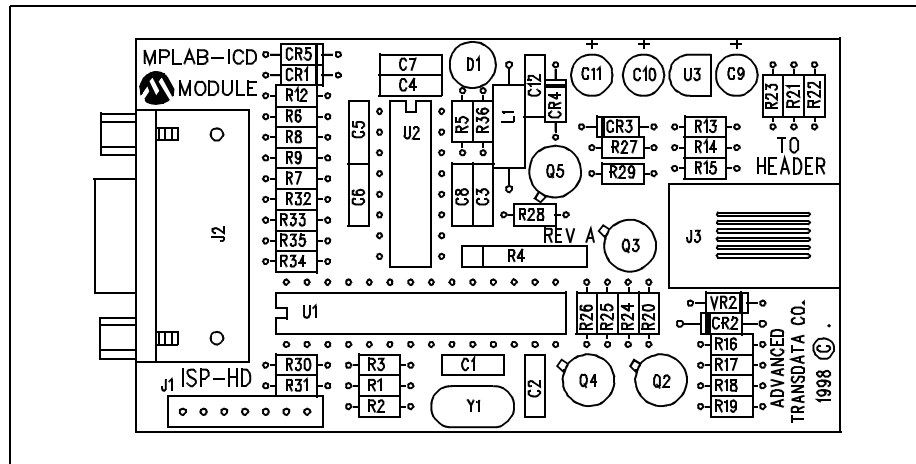 MPLAB-ICD
MODULE
CR5
CR1
R12
R6
R8
R9
R7
R32
R33
R35
R34
C7
C4
C5
C6
U2
D1
R5
R36
L1
C12
CR4
C8
C3
Q5
R28
REV A
R4
+
C11
+
C10
U3
+
C9
CR3
R27
R29
R13
R14
R15
R23
R21
R22
TO
HEADER
J2
J3
Q3
U1
R26
R25
R24
R20
VR2
CR2
R16
R17
R18
R19
ADVANCED
TRANSDATA CO.
1998 ©.
J1
ISP-HD
R30
R31
R3
R1
R2
C1
Y1
C2
Q4
Q2